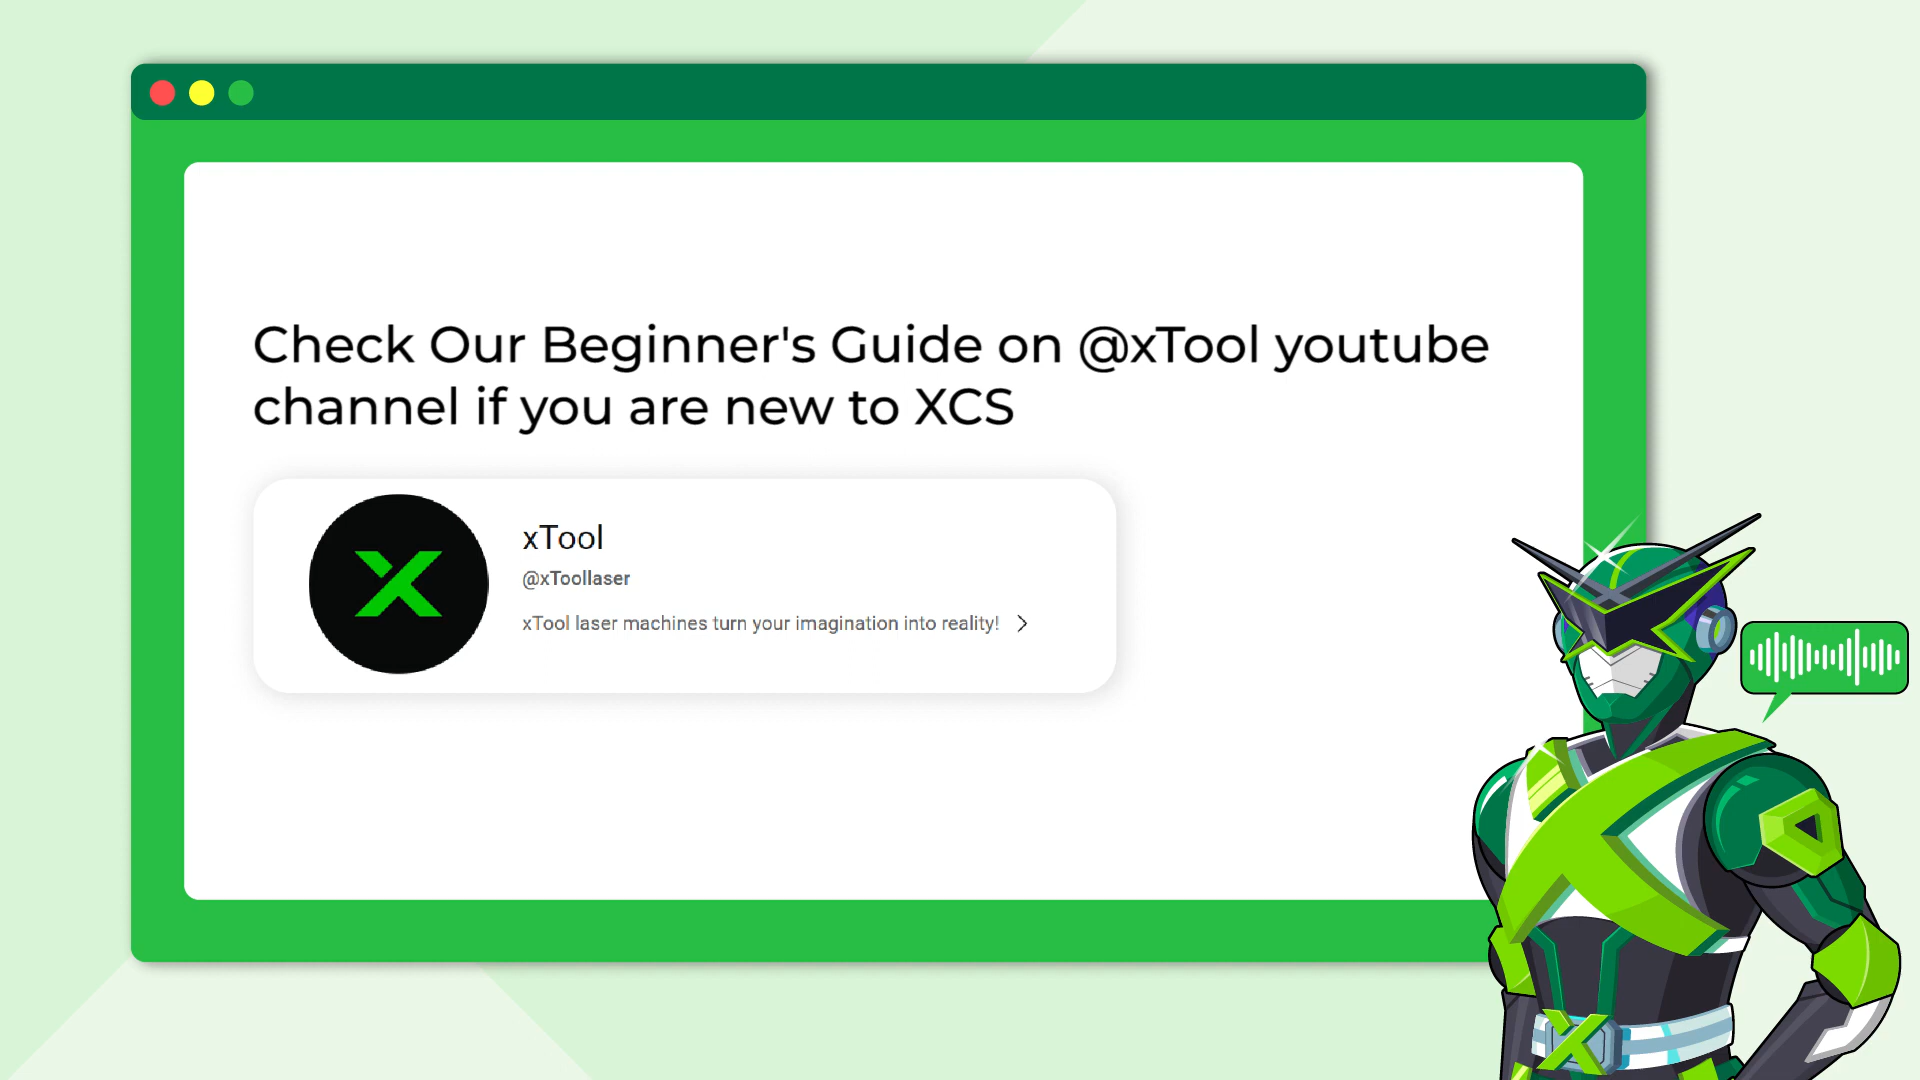 Check Our Beginner's Guide on @xTool youtube
channel if you are new to XCS
xTool
@xToollaser
xTool laser machines turn your imagination into reality!